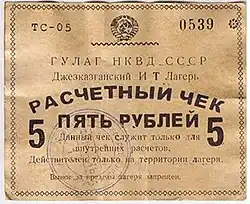 ТС-05 0539
ГУЛАГ НКВД СССР
Джезказганский ИТ Лагерь
РАСЧЕТНЫЙ ЧЕК
5 ПЯТЬ РУБЛЕЙ 5
Данный чек служит только для
внутренних расчетов.
Действителен только на территории лагеря.
Вынос за пределы лагеря запрещен.